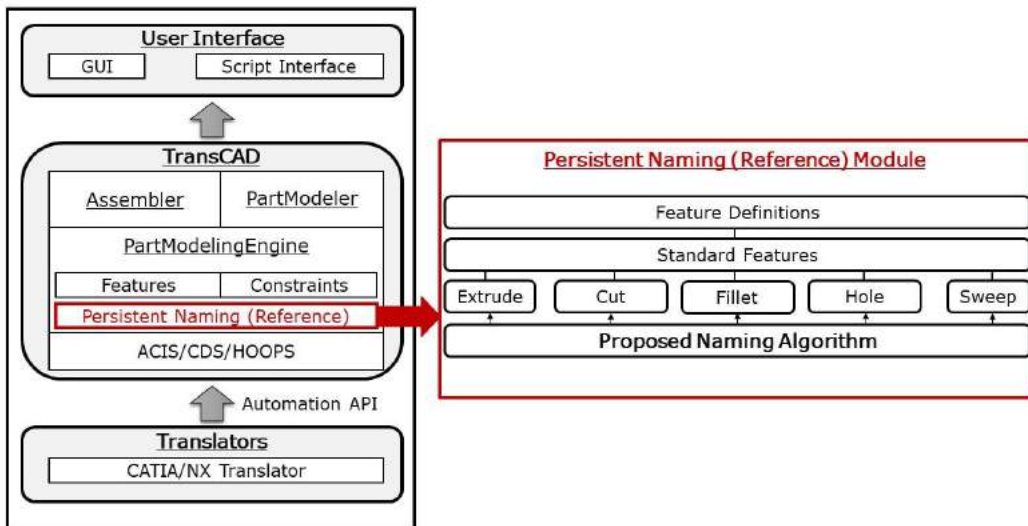 User Interface
GUI
Script Interface
TransCAD
Assembler
PartModeler
PartModelingEngine
Features
Constraints
Persistent Naming (Reference)
ACIS/CDS/HOOPS
Automation API
Translators
CATIA/NX Translator
Persistent Naming (Reference) Module
Feature Definitions
Standard Features
Extrude
Cut
Fillet
Hole
Sweep
Proposed Naming Algorithm